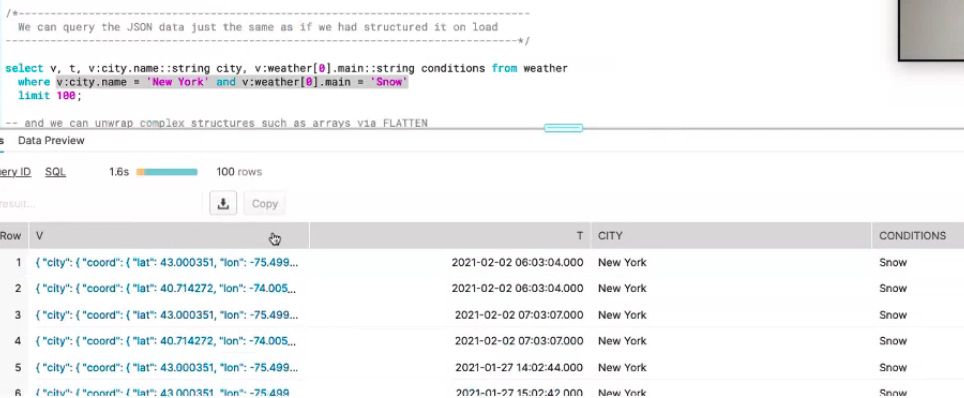 /*--------------------------------------------------------------------------------
We can query the JSON data just the same as if we had structured it on load
--------------------------------------------------------------------------------*/
select v, t, v:city.name::string city, v:weather[0].main::string conditions from weather
where v:city.name = 'New York' and v:weather[0].main = 'Snow'
limit 100;
-- and we can unwrap complex structures such as arrays via FLATTEN
s Data Preview
ery ID SQL 1.6s 100 rows
result... Copy
Row V T CITY CONDITIONS
1 { "city": { "coord": { "lat": 43.000351, "lon": -75.499... 2021-02-02 06:03:04.000 New York Snow
2 { "city": { "coord": { "lat": 40.714272, "lon": -74.005... 2021-02-02 06:03:04.000 New York Snow
3 { "city": { "coord": { "lat": 43.000351, "lon": -75.499... 2021-02-02 07:03:07.000 New York Snow
4 { "city": { "coord": { "lat": 40.714272, "lon": -74.005... 2021-02-02 07:03:07.000 New York Snow
5 { "city": { "coord": { "lat": 43.000351, "lon": -75.499... 2021-01-27 14:02:44.000 New York Snow
6 { "city": { "coord": { "lat": 43.000351, "lon": -75.499 2021-01-27 15:02:42.000 New York Snow